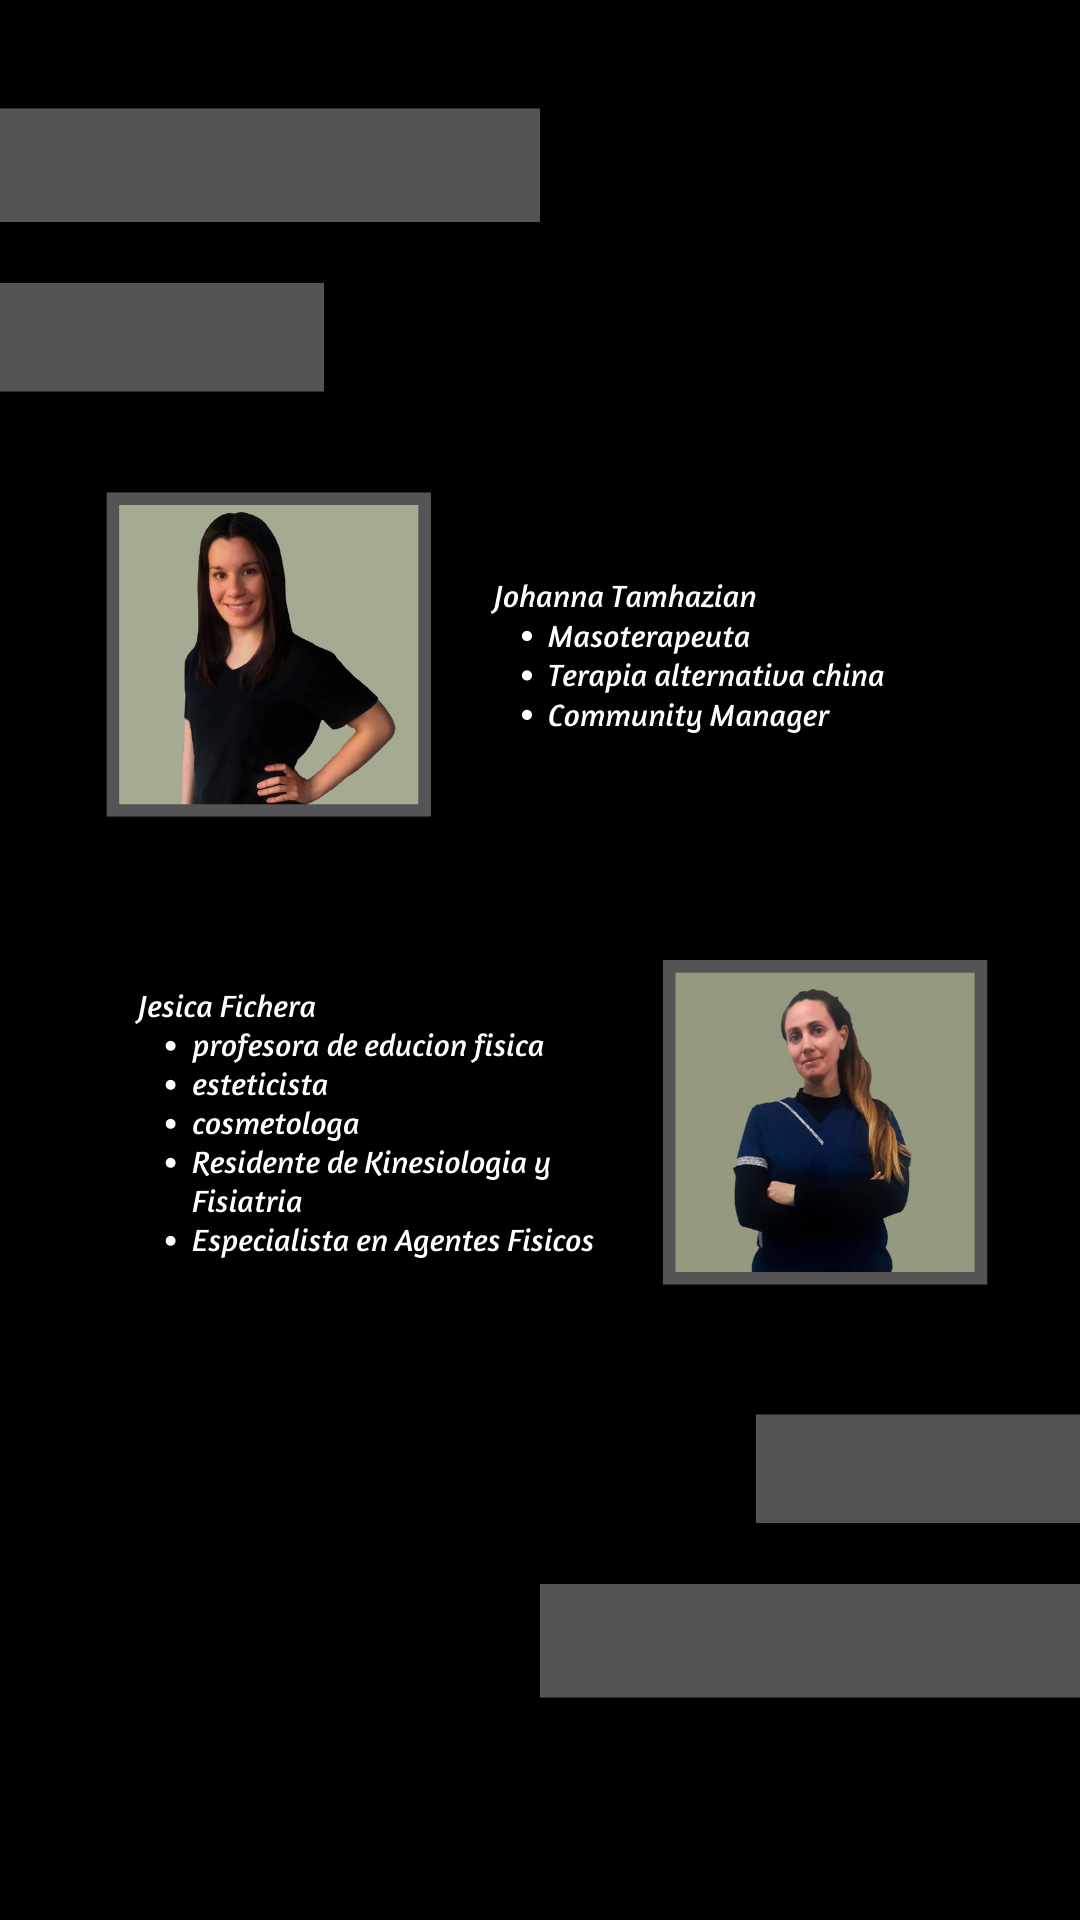 Johanna Tamhazian
• Masoterapeuta
• Terapia alternativa china
• Community Manager
Jesica Fichera
• profesora de educion fisica
• esteticista
• cosmetologa
• Residente de Kinesiologia y
Fisiatria
• Especialista en Agentes Fisicos